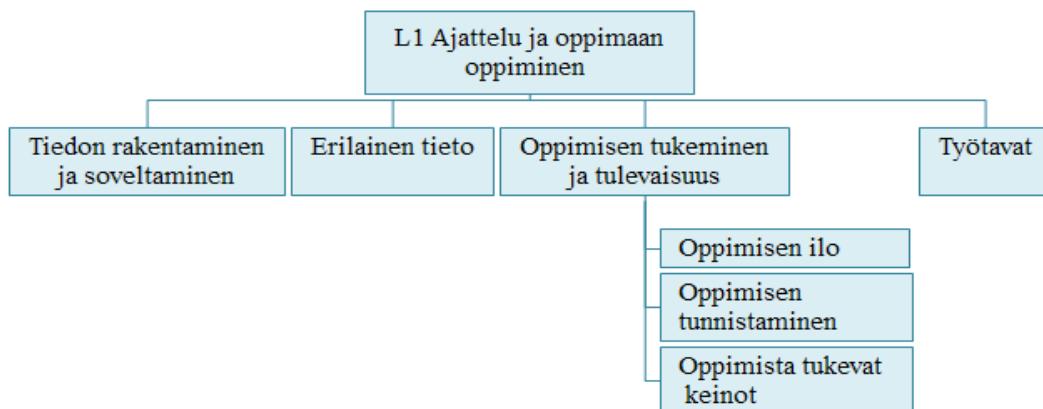 L1 Ajattelu ja oppimaan
oppiminen
Tiedon rakentaminen
ja soveltaminen
Erilainen tieto
Oppimisen tukeminen
ja tulevaisuus
Työtavat
Oppimisen ilo
Oppimisen
tunnistaminen
Oppimista tukevat
keinot